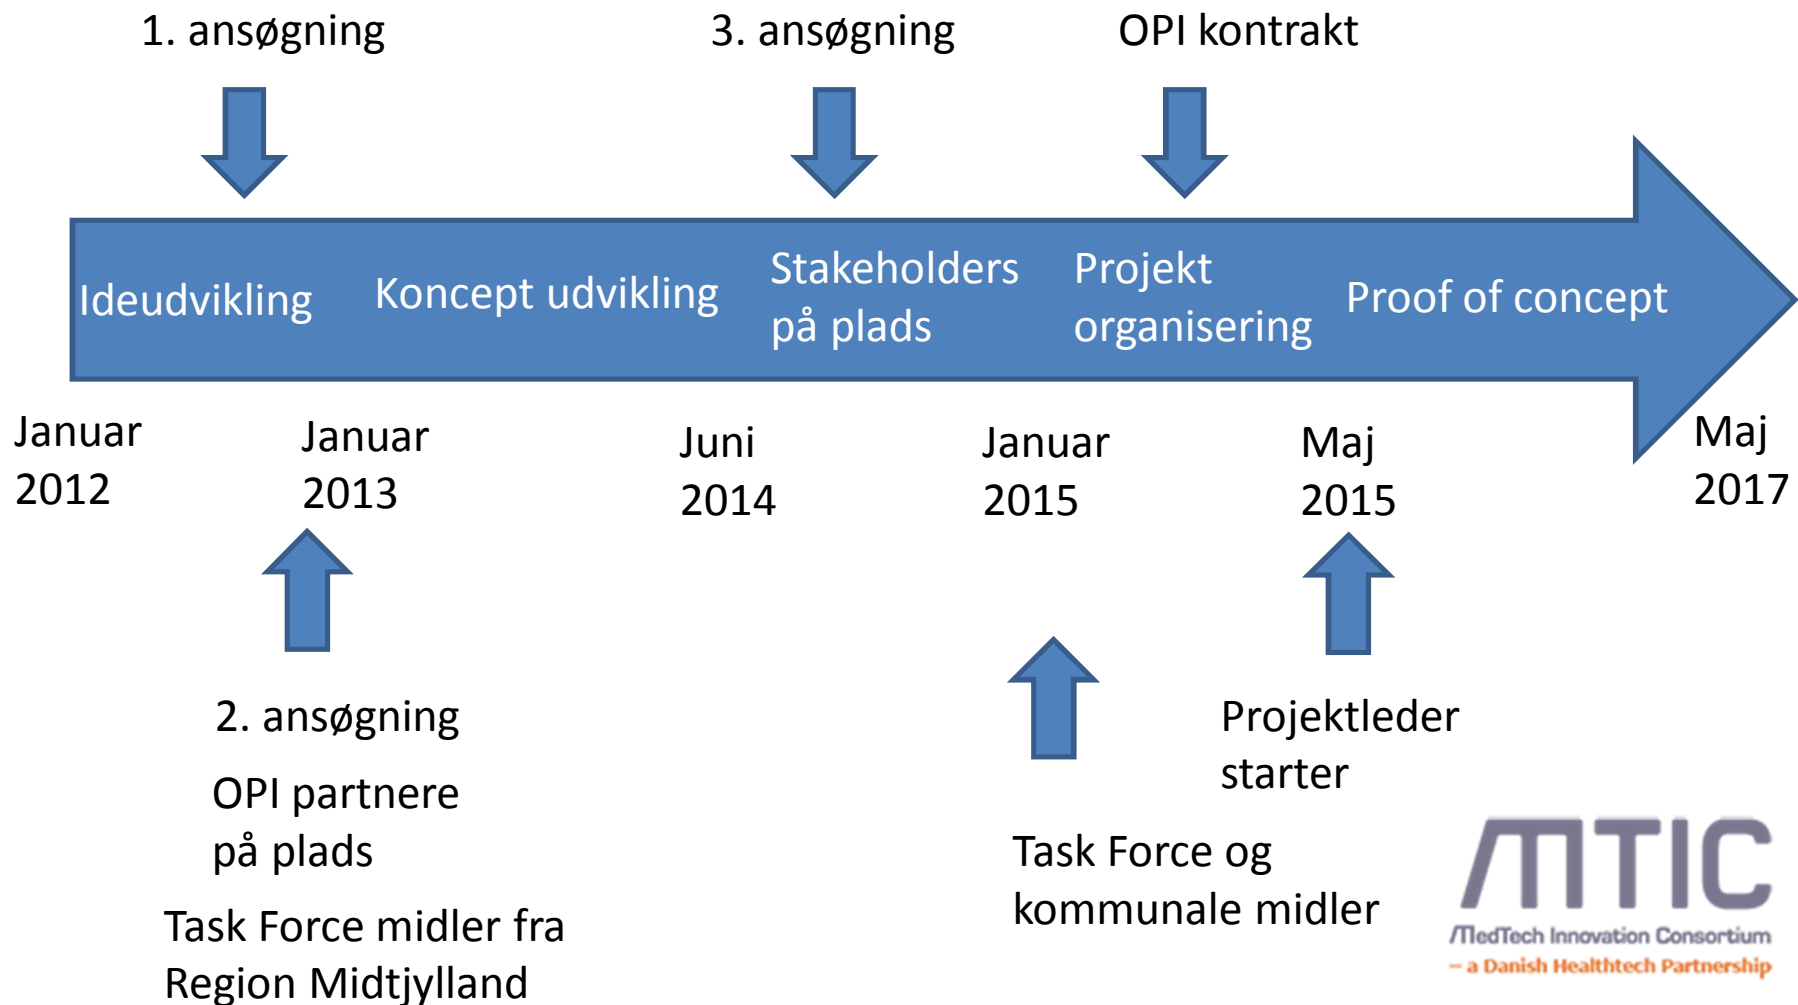 1. ansøgning
3. ansøgning
OPI kontrakt
Ideudvikling
Koncept udvikling
Stakeholders
på plads
Projekt
organisering
Proof of concept
Januar
2012
Januar
2013
Juni
2014
Januar
2015
Maj
2015
Maj
2017
2. ansøgning
OPI partnere
på plads
Task Force midler fra
Region Midtjylland
Task Force og
kommunale midler
Projektleder
starter
MTIC
MedTech Innovation Consortium
– a Danish Healthtech Partnership